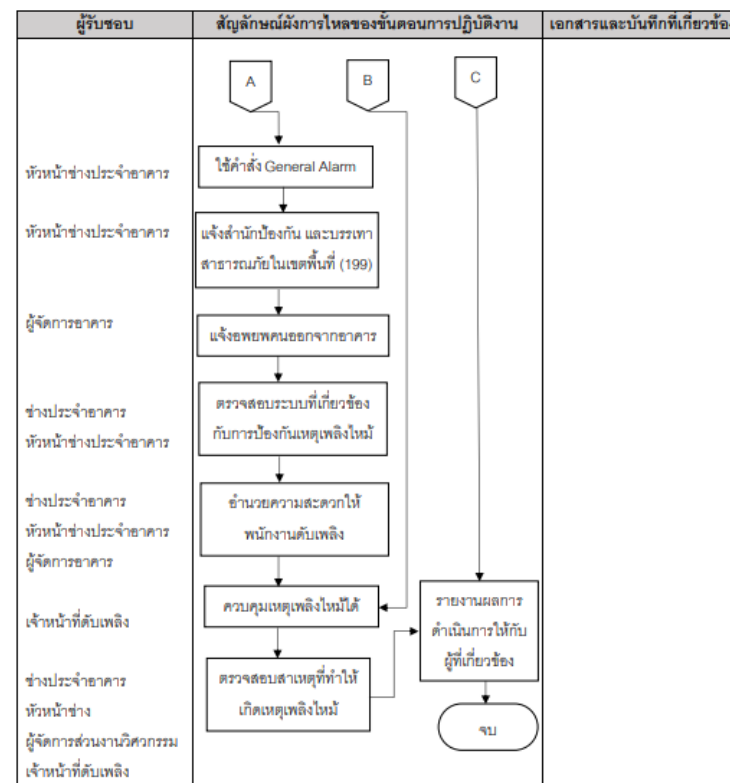 ผู้รับชอบ
สัญลักษณ์ผังการไหลของขั้นตอนการปฏิบัติงาน
เอกสารและบันทึกที่เกี่ยวข้อ
A
B
C
หัวหน้าช่างประจำอาคาร
ใช้คำสั่ง General Alarm
หัวหน้าช่างประจำอาคาร
แจ้งสำนักป้องกัน และบรรเทา
สาธารณภัยในเขตพื้นที่ (199)
ผู้จัดการอาคาร
แจ้งอพยพคนออกจากอาคาร
ช่างประจำอาคาร
หัวหน้าช่างประจำอาคาร
ตรวจสอบระบบที่เกี่ยวข้อง
กับการป้องกันเหตุเพลิงไหม้
ช่างประจำอาคาร
หัวหน้าช่างประจำอาคาร
ผู้จัดการอาคาร
อำนวยความสะดวกให้
พนักงานดับเพลิง
เจ้าหน้าที่ดับเพลิง
ควบคุมเหตุเพลิงไหม้ได้
รายงานผลการ
ดำเนินการให้กับ
ผู้ที่เกี่ยวข้อง
ช่างประจำอาคาร
หัวหน้าช่าง
ผู้จัดการส่วนงานวิศวกรรม
เจ้าหน้าที่ดับเพลิง
ตรวจสอบสาเหตุที่ทำให้
เกิดเหตุเพลิงไหม้
จบ